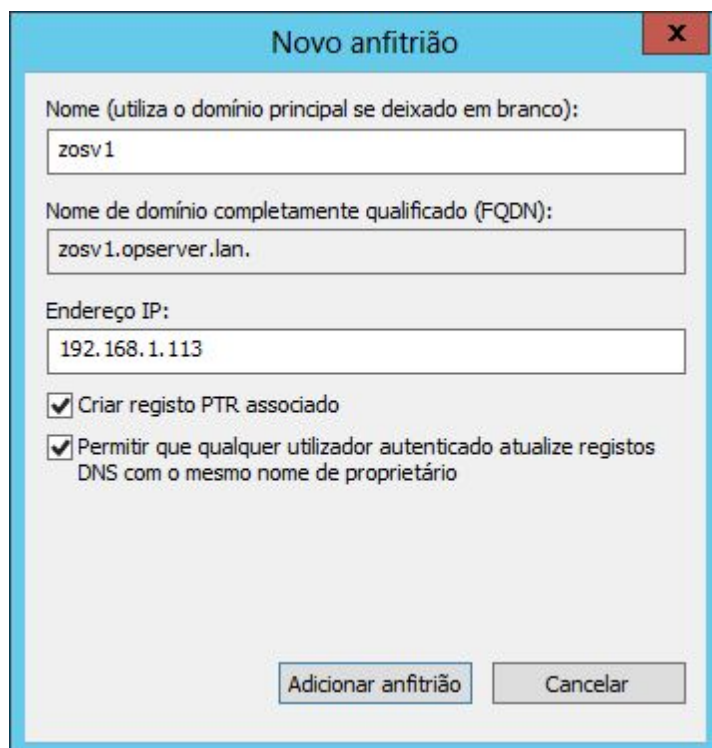 Novo anfitrião
x
Nome (utiliza o domínio principal se deixado em branco):
zosv1
Nome de domínio completamente qualificado (FQDN):
zosv1.opserver.lan.
Endereço IP:
192.168.1.113
Criar registo PTR associado
Permitir que qualquer utilizador autenticado atualize registos
DNS com o mesmo nome de proprietário
Adicionar anfitrião
Cancelar